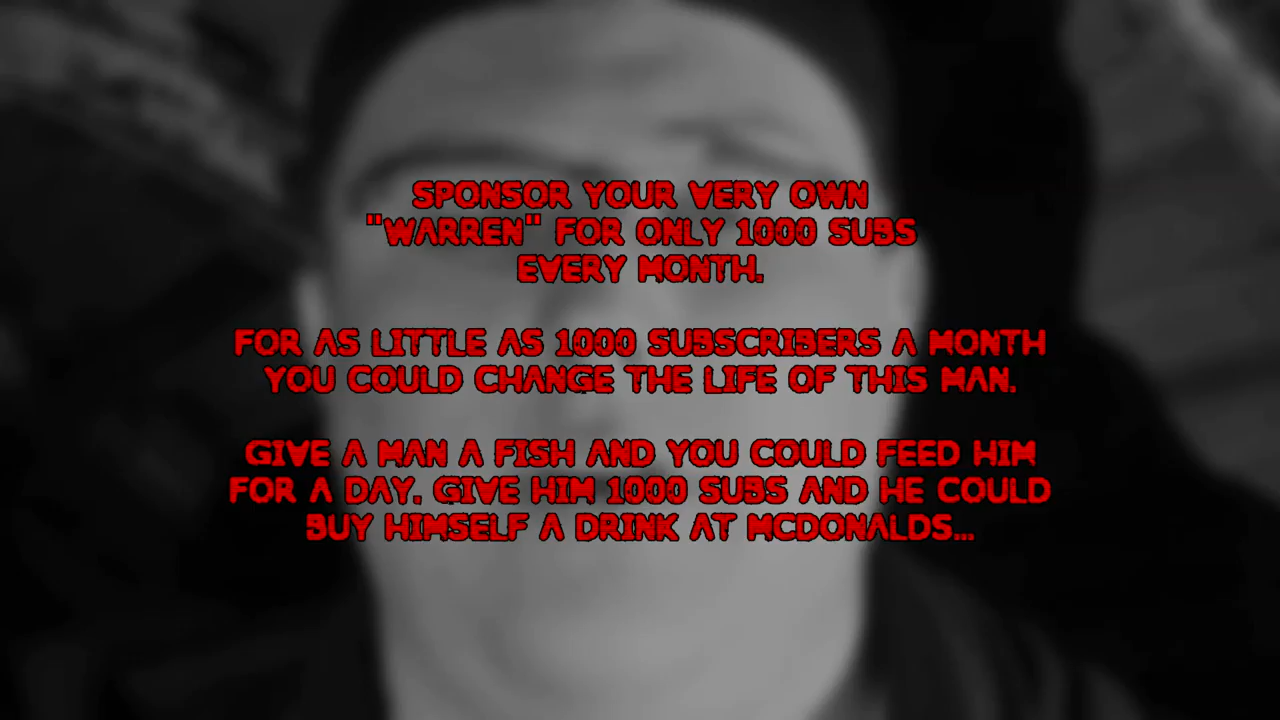 SPONSOR YOUR VERY OWN
"WARREN" FOR ONLY 1000 SUBS
EVERY MONTH.
FOR AS LITTLE AS 1000 SUBSCRIBERS A MONTH
YOU COULD CHANGE THE LIFE OF THIS MAN.
GIVE A MAN A FISH AND YOU COULD FEED HIM
FOR A DAY. GIVE HIM 1000 SUBS AND HE COULD
BUY HIMSELF A DRINK AT MCDONALDS...